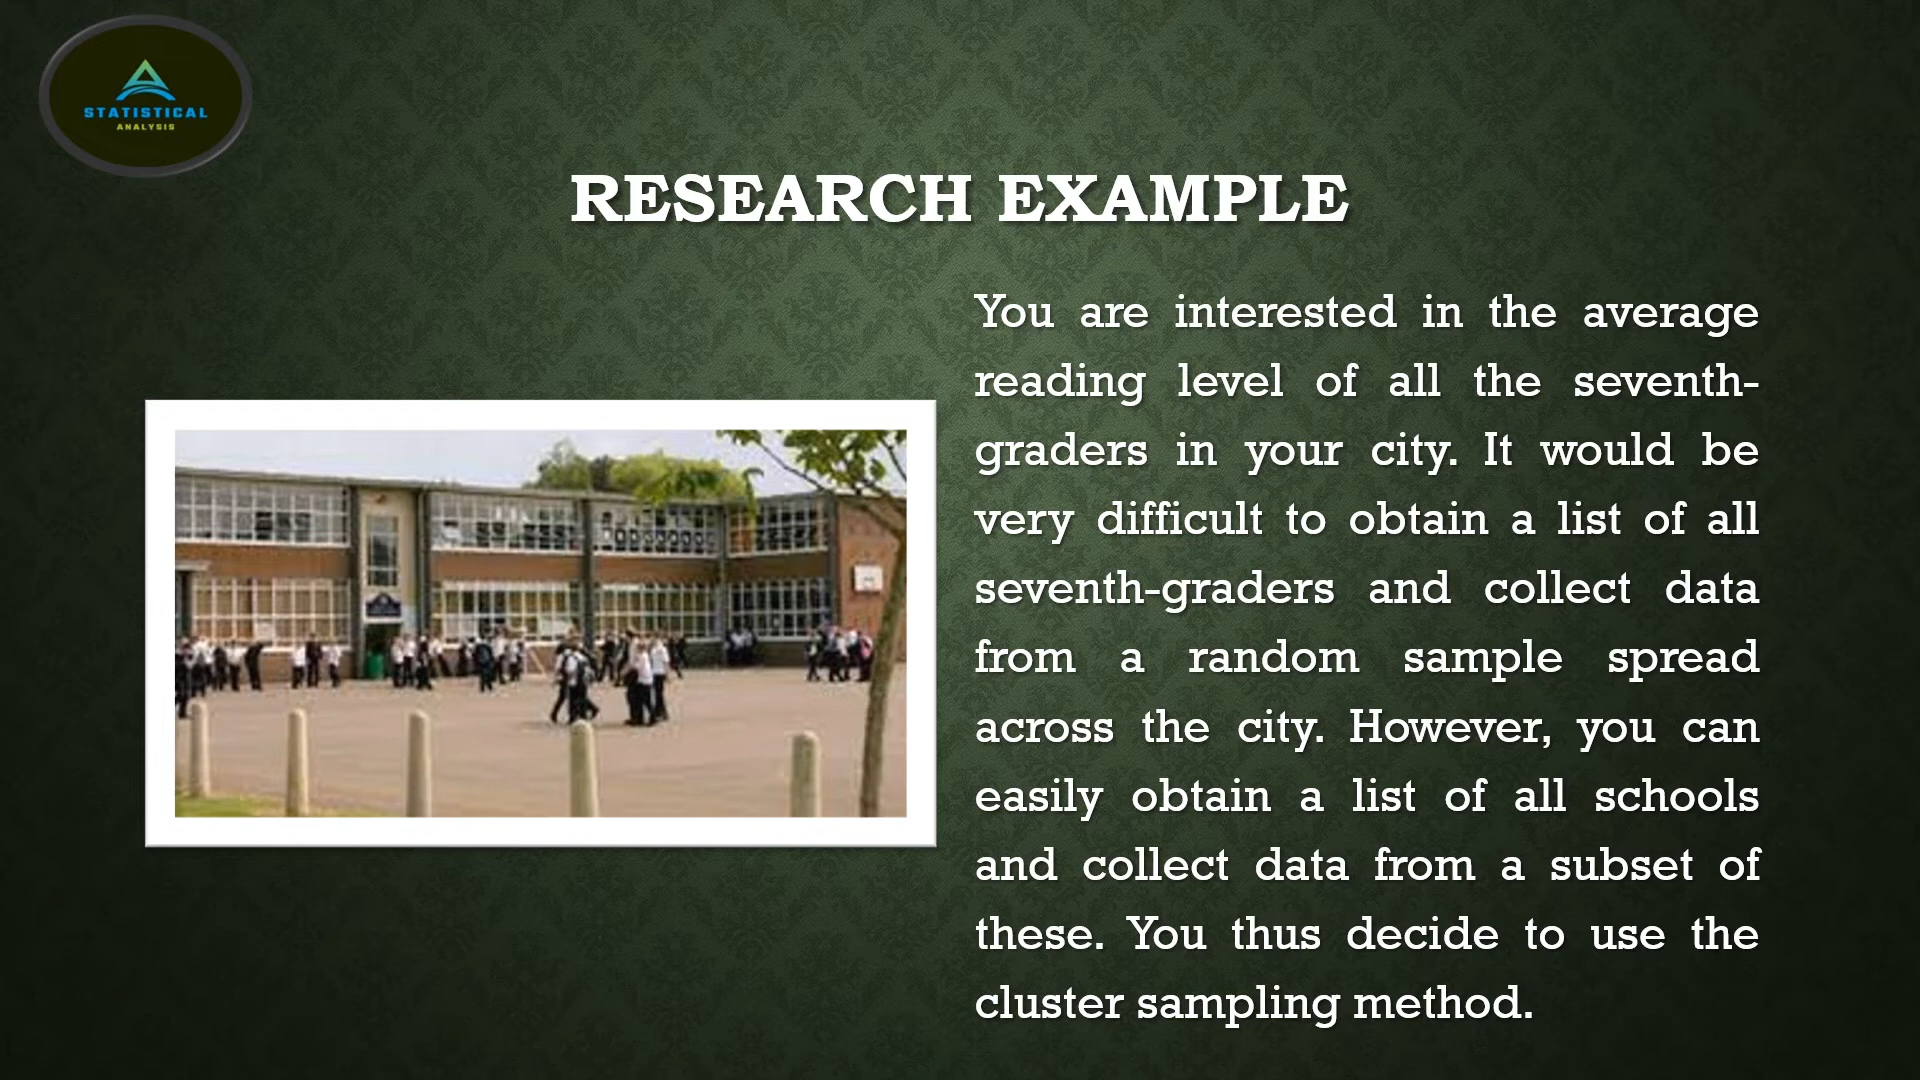 STATISTICAL
ANALYSIS
RESEARCH EXAMPLE
You are interested in the average
reading level of all the seventh-
graders in your city. It would be
very difficult to obtain a list of all
seventh-graders and collect data
from a random sample spread
across the city. However, you can
easily obtain a list of all schools
and collect data from a subset of
these. You thus decide to use the
cluster sampling method.